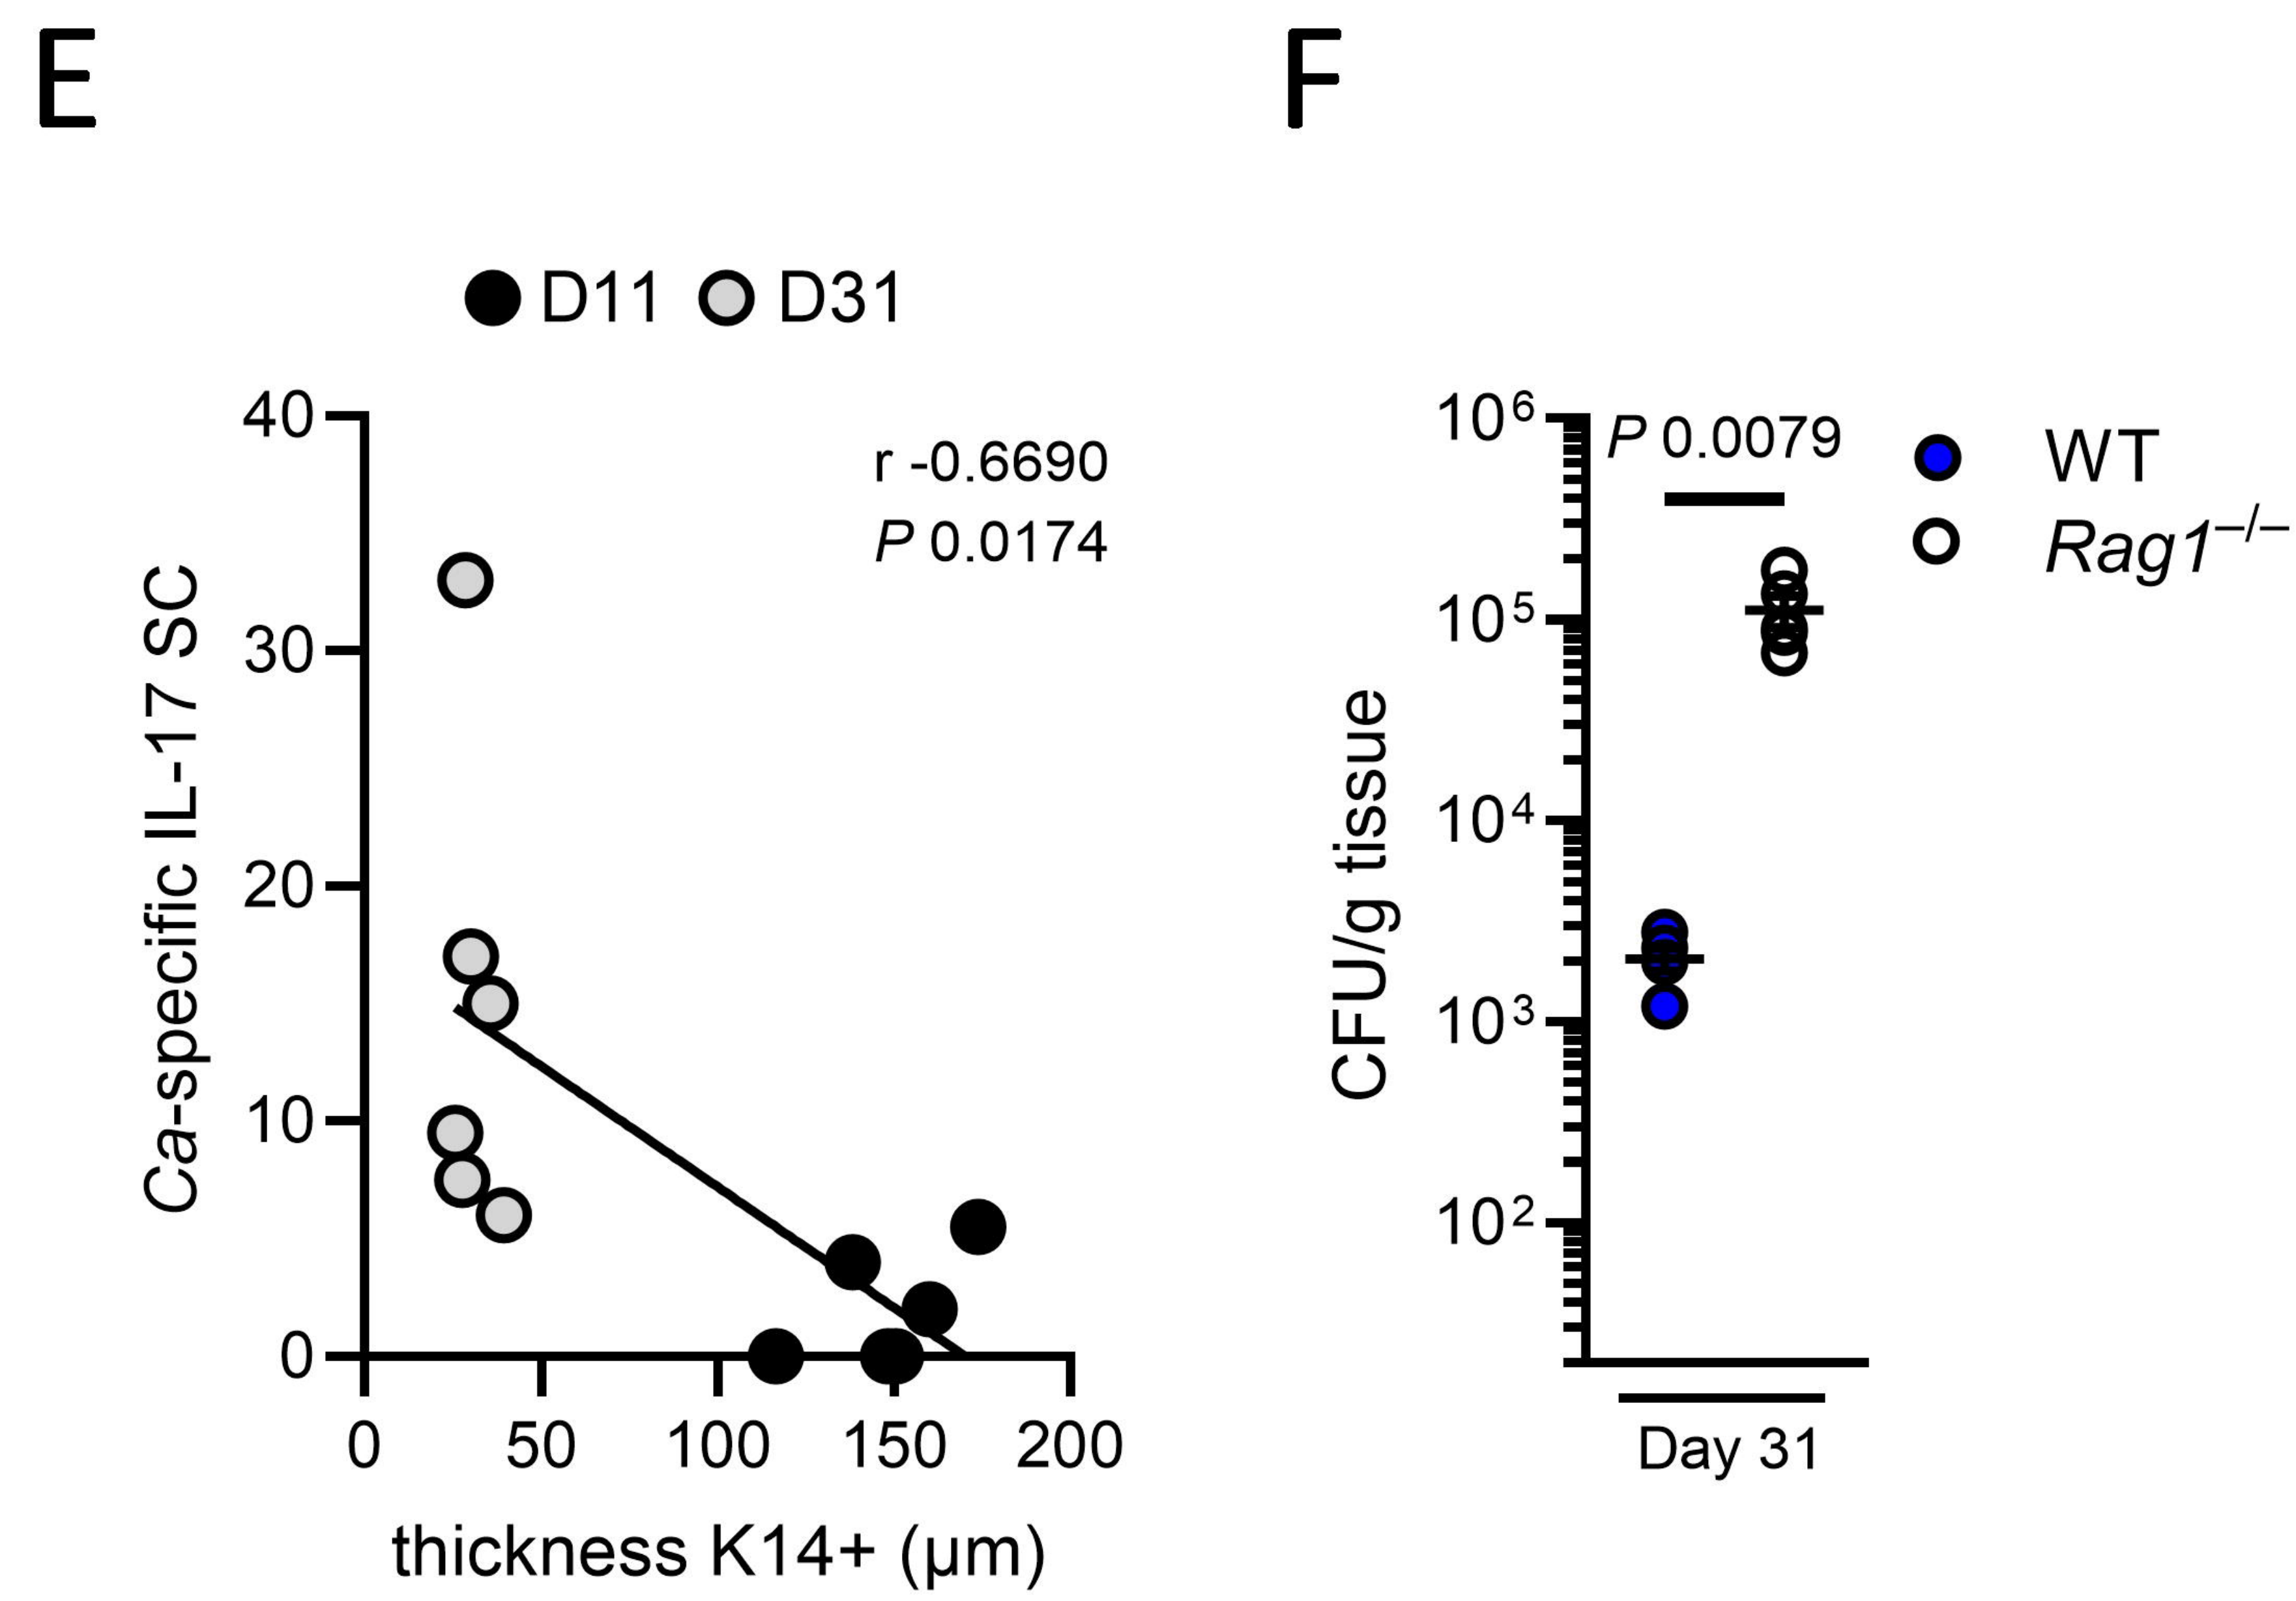 E
D11 D31
r -0.6690
P 0.0174
Ca-specific IL-17 SC
40
30
20
10
0
0 50 100 150 200
thickness K14+ (μm)
F
P 0.0079
WT
Rag1–/–
CFU/g tissue
10⁶
10⁵
10⁴
10³
10²
Day 31